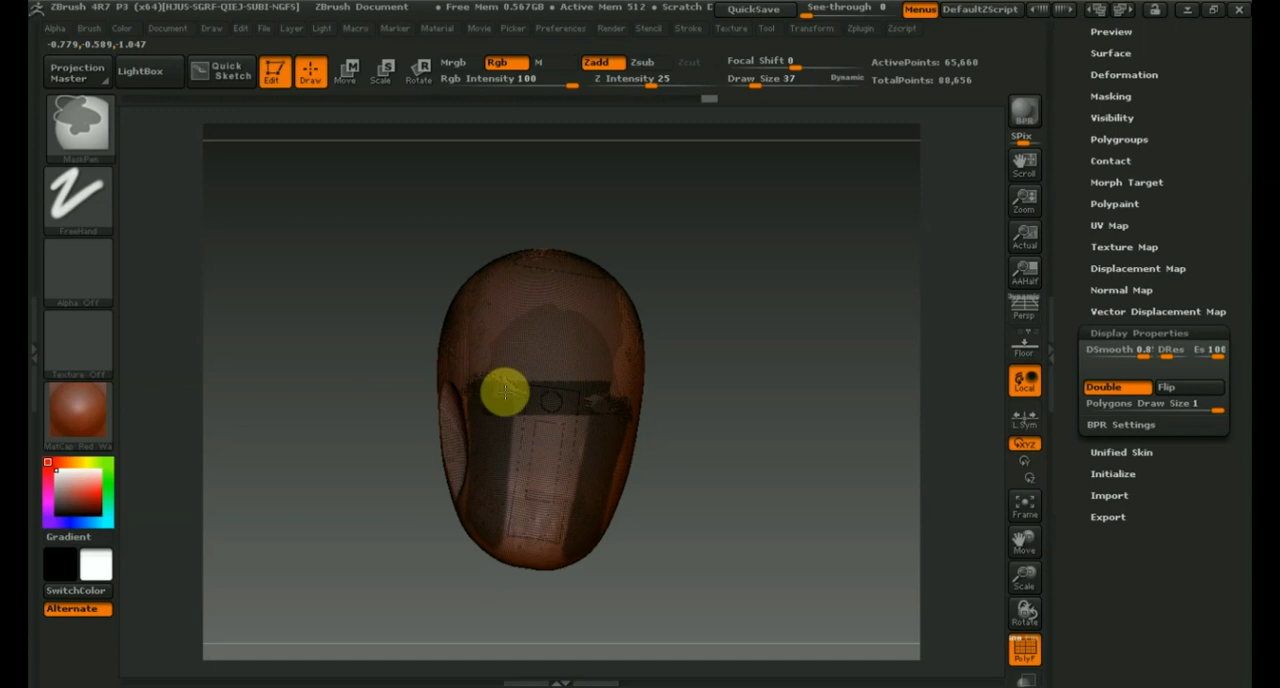 ZBrush 4R7 P3 (x64)[HJUS-SGRF-QIEJ-SUBI-NGFS] ZBrush Document • Free Mem 0.567GB • Active Mem 512 • Scratch D QuickSave See-through 0 Menus DefaultZScript
Alpha Brush Color Document Draw Edit File Layer Light Macro Marker Material Movie Picker Preferences Render Stencil Stroke Texture Tool Transform Zplugin Zscript
-0.779,-0.589,-1.047
Projection Master
LightBox
Quick Sketch
Edit
Draw
Move
Scale
Rotate
Mrgb Rgb M
Rgb Intensity 100
Zadd Zsub Zcut
Z Intensity 25
Focal Shift 0
Draw Size 37 Dynamic
ActivePoints: 65,660
TotalPoints: 88,656
MaskPen
FreeHand
Alpha Off
Texture Off
MatCap Red Wa
Gradient
SwitchColor
Alternate
BPR
SPix
Scroll
Zoom
Actual
AAHalf
Dynamic
Persp
Floor
Local
L.Sym
XYZ
Frame
Move
Scale
Rotate
PolyF
Preview
Surface
Deformation
Masking
Visibility
Polygroups
Contact
Morph Target
Polypaint
UV Map
Texture Map
Displacement Map
Normal Map
Vector Displacement Map
Display Properties
DSmooth 0.8 DRes Es 100
Double Flip
Polygons Draw Size 1
BPR Settings
Unified Skin
Initialize
Import
Export